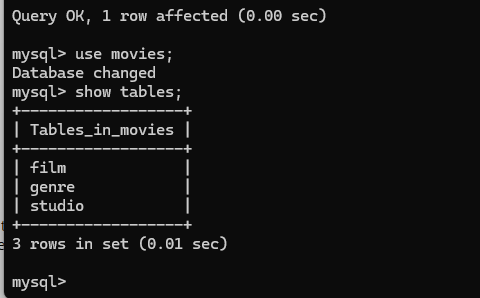 Query OK, 1 row affected (0.00 sec)
mysql> use movies;
Database changed
mysql> show tables;
+------------------+
| Tables_in_movies |
+------------------+
| film             |
| genre            |
| studio           |
+------------------+
3 rows in set (0.01 sec)
mysql>